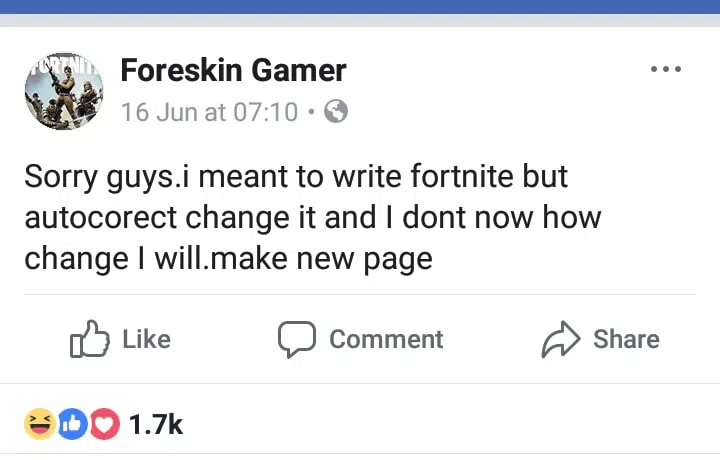 FORTNIT
Foreskin Gamer
16 Jun at 07:10 •
Sorry guys.i meant to write fortnite but
autocorect change it and I dont now how
change I will.make new page
Like Comment Share
1.7k